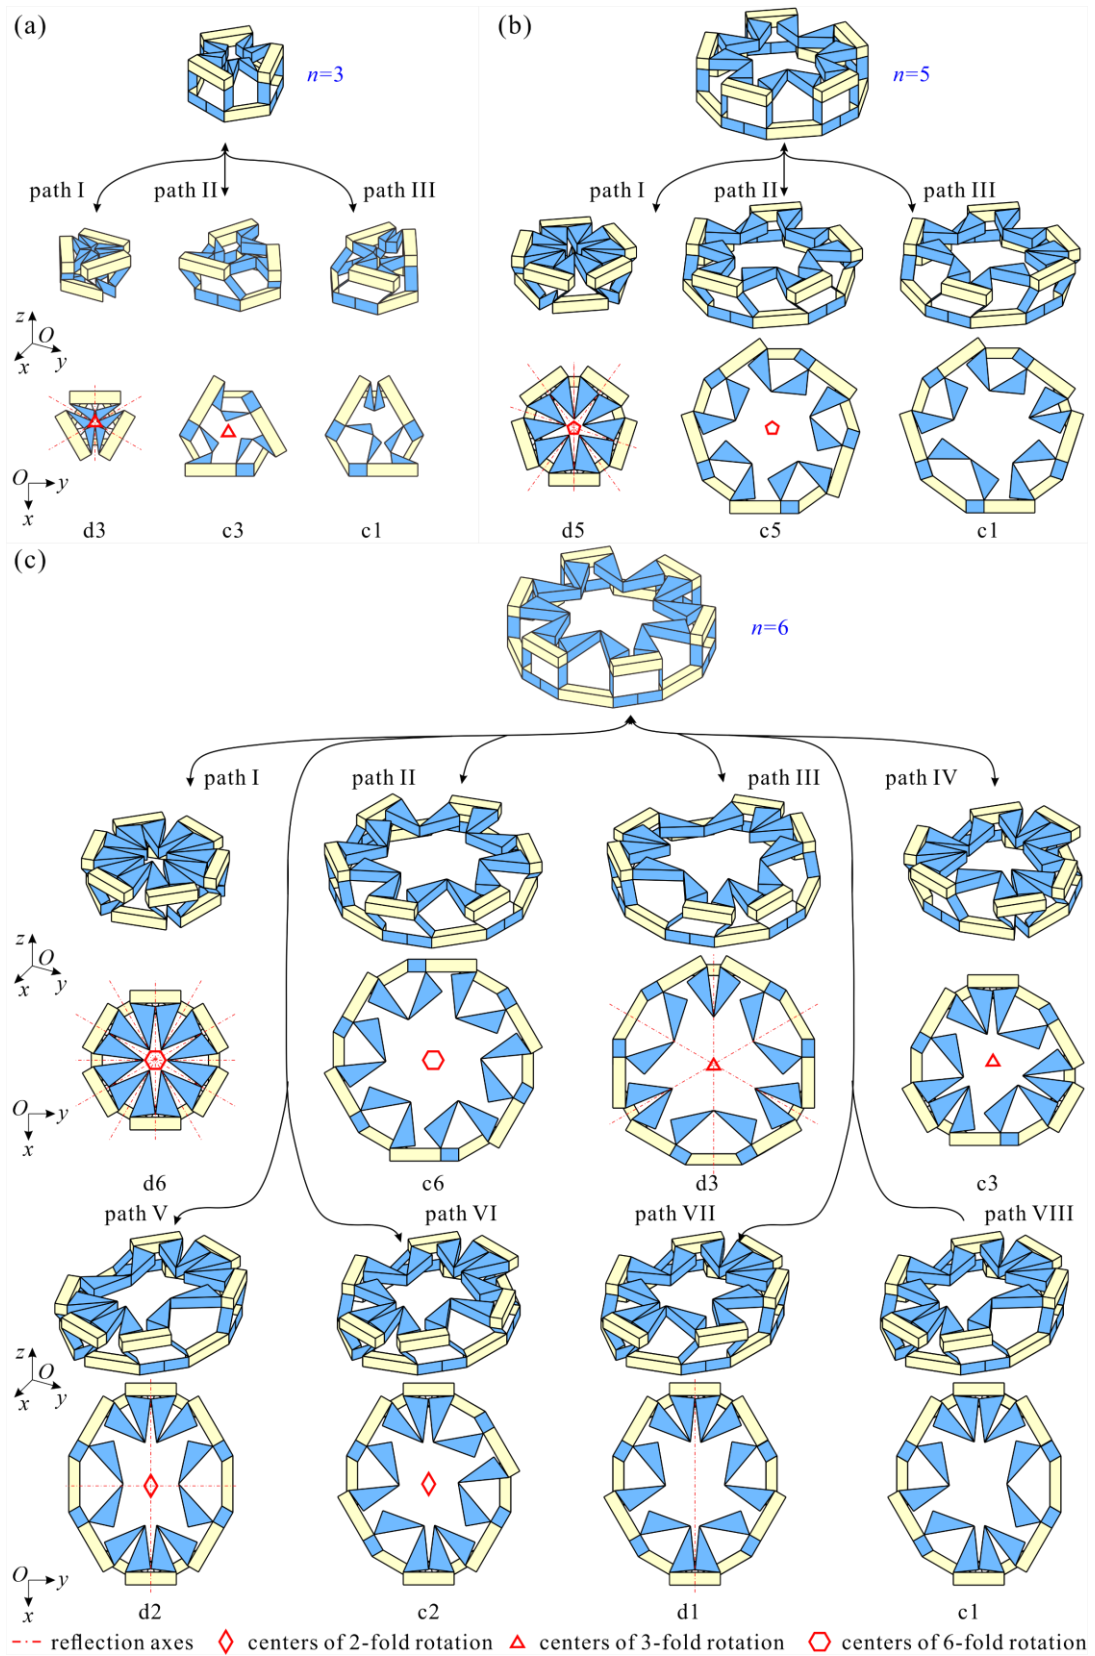 (a)
n=3
path I
path II
path III
z
O
x
y
O
y
x
d3
c3
c1
(b)
n=5
path I
path II
path III
d5
c5
c1
(c)
n=6
path I
path II
path III
path IV
z
O
x
y
O
y
x
d6
c6
d3
c3
path V
path VI
path VII
path VIII
z
O
x
y
O
y
x
d2
c2
d1
c1
reflection axes
centers of 2-fold rotation
centers of 3-fold rotation
centers of 6-fold rotation